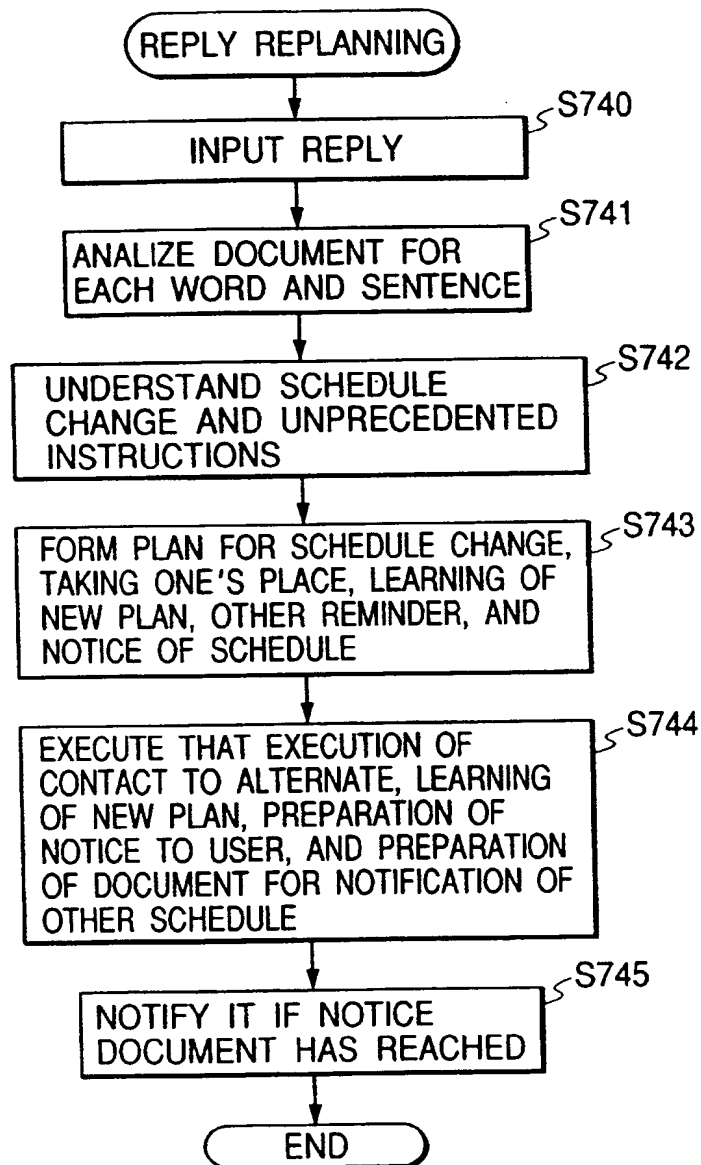 REPLY REPLANNING
S740
INPUT REPLY
S741
ANALIZE DOCUMENT FOR
EACH WORD AND SENTENCE
S742
UNDERSTAND SCHEDULE
CHANGE AND UNPRECEDENTED
INSTRUCTIONS
S743
FORM PLAN FOR SCHEDULE CHANGE,
TAKING ONE'S PLACE, LEARNING OF
NEW PLAN, OTHER REMINDER, AND
NOTICE OF SCHEDULE
S744
EXECUTE THAT EXECUTION OF
CONTACT TO ALTERNATE, LEARNING
OF NEW PLAN, PREPARATION OF
NOTICE TO USER, AND PREPARATION
OF DOCUMENT FOR NOTIFICATION OF
OTHER SCHEDULE
S745
NOTIFY IT IF NOTICE
DOCUMENT HAS REACHED
END